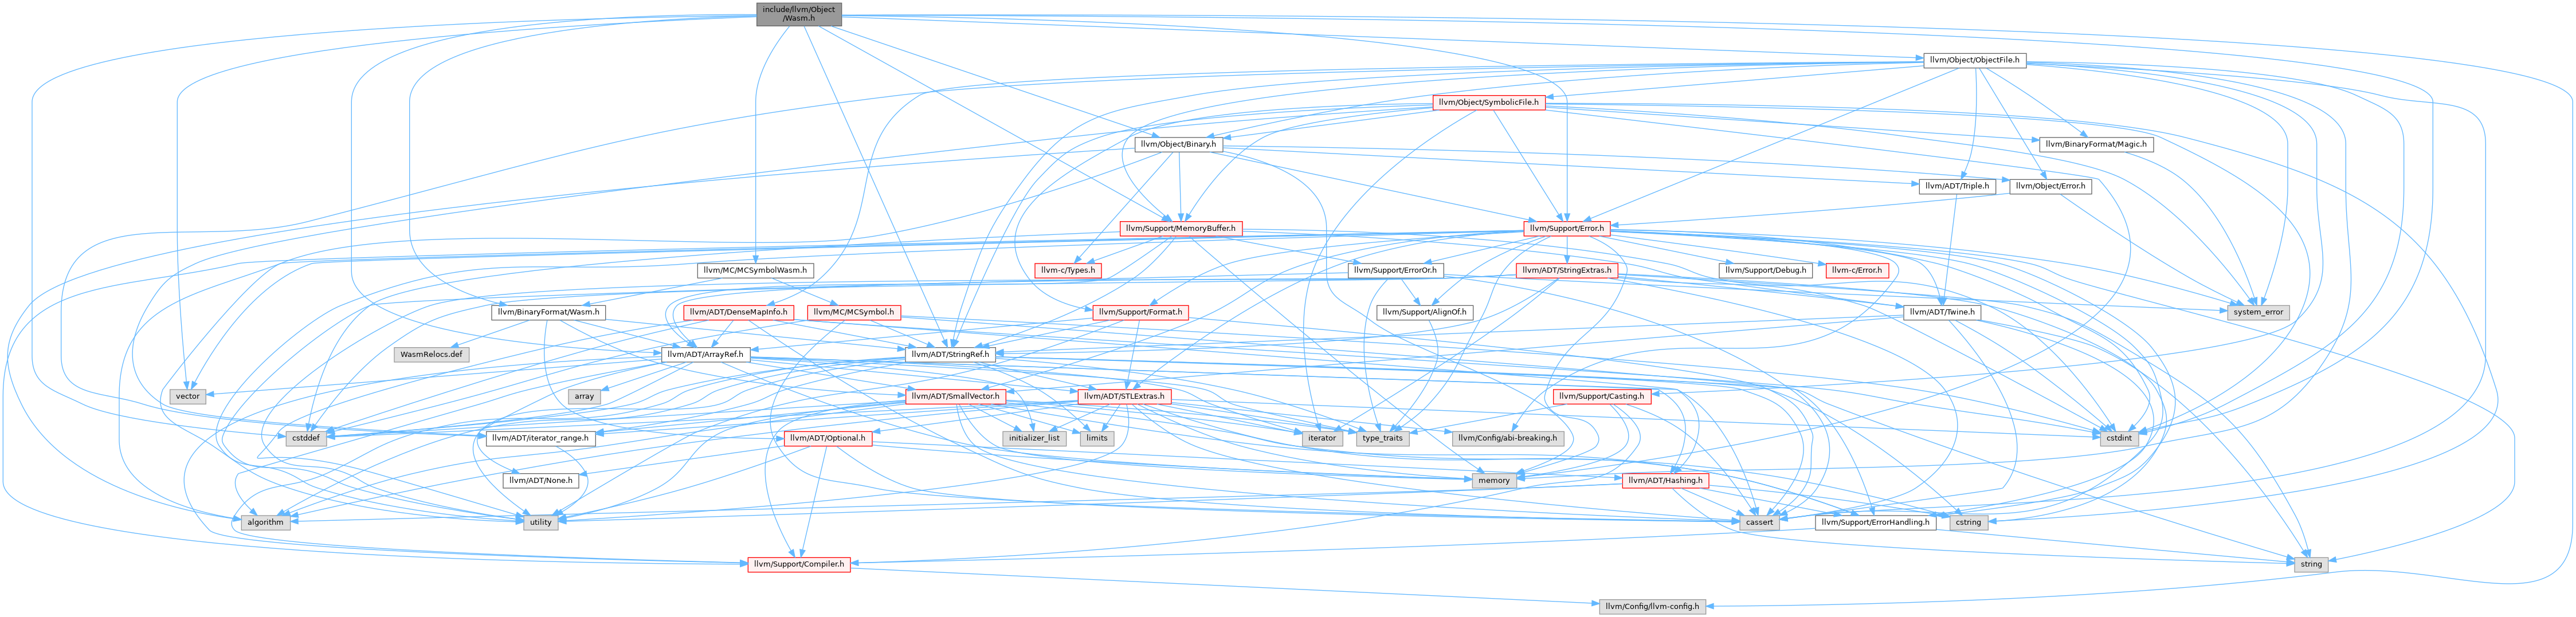 include/llvm/Object
/Wasm.h
llvm/Object/ObjectFile.h
llvm/Object/SymbolicFile.h
llvm/Object/Binary.h
llvm/BinaryFormat/Magic.h
llvm/ADT/Triple.h
llvm/Object/Error.h
llvm/Support/MemoryBuffer.h
llvm/Support/Error.h
llvm/MC/MCSymbolWasm.h
llvm-c/Types.h
llvm/Support/ErrorOr.h
llvm/ADT/StringExtras.h
llvm/Support/Debug.h
llvm-c/Error.h
llvm/BinaryFormat/Wasm.h
llvm/ADT/DenseMapInfo.h
llvm/MC/MCSymbol.h
llvm/Support/Format.h
llvm/Support/AlignOf.h
llvm/ADT/Twine.h
system_error
WasmRelocs.def
llvm/ADT/ArrayRef.h
llvm/ADT/StringRef.h
vector
array
llvm/ADT/SmallVector.h
llvm/ADT/STLExtras.h
llvm/Support/Casting.h
cstddef
llvm/ADT/iterator_range.h
llvm/ADT/Optional.h
initializer_list
limits
llvm/Config/abi-breaking.h
iterator
type_traits
cstdint
llvm/ADT/None.h
memory
llvm/ADT/Hashing.h
algorithm
utility
cassert
llvm/Support/ErrorHandling.h
cstring
llvm/Support/Compiler.h
string
llvm/Config/llvm-config.h